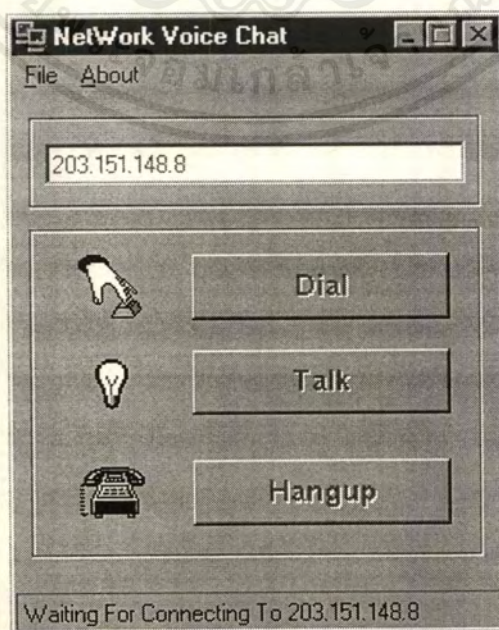 NetWork Voice Chat
File About
203.151.148.8
Dial
Talk
Hangup
Waiting For Connecting To 203.151.148.8